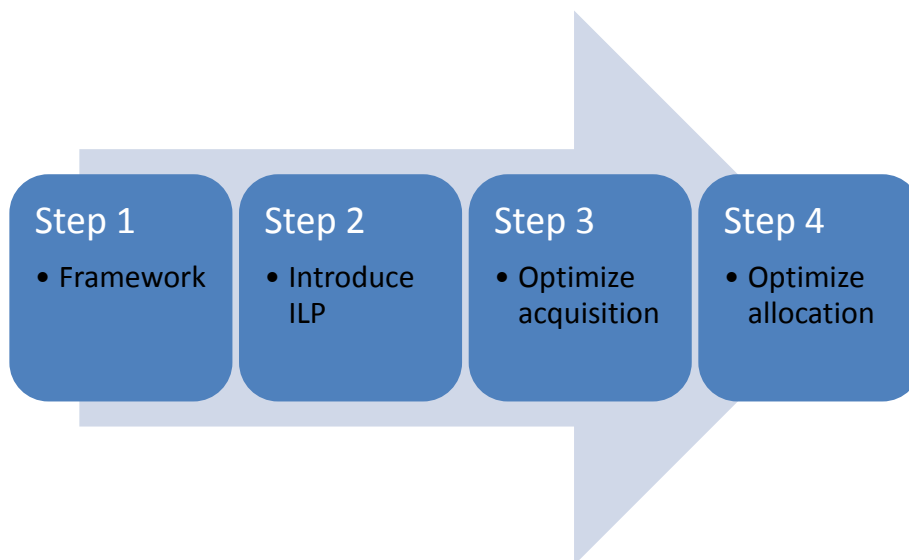 Step 1
• Framework
Step 2
• Introduce
ILP
Step 3
• Optimize
acquisition
Step 4
• Optimize
allocation